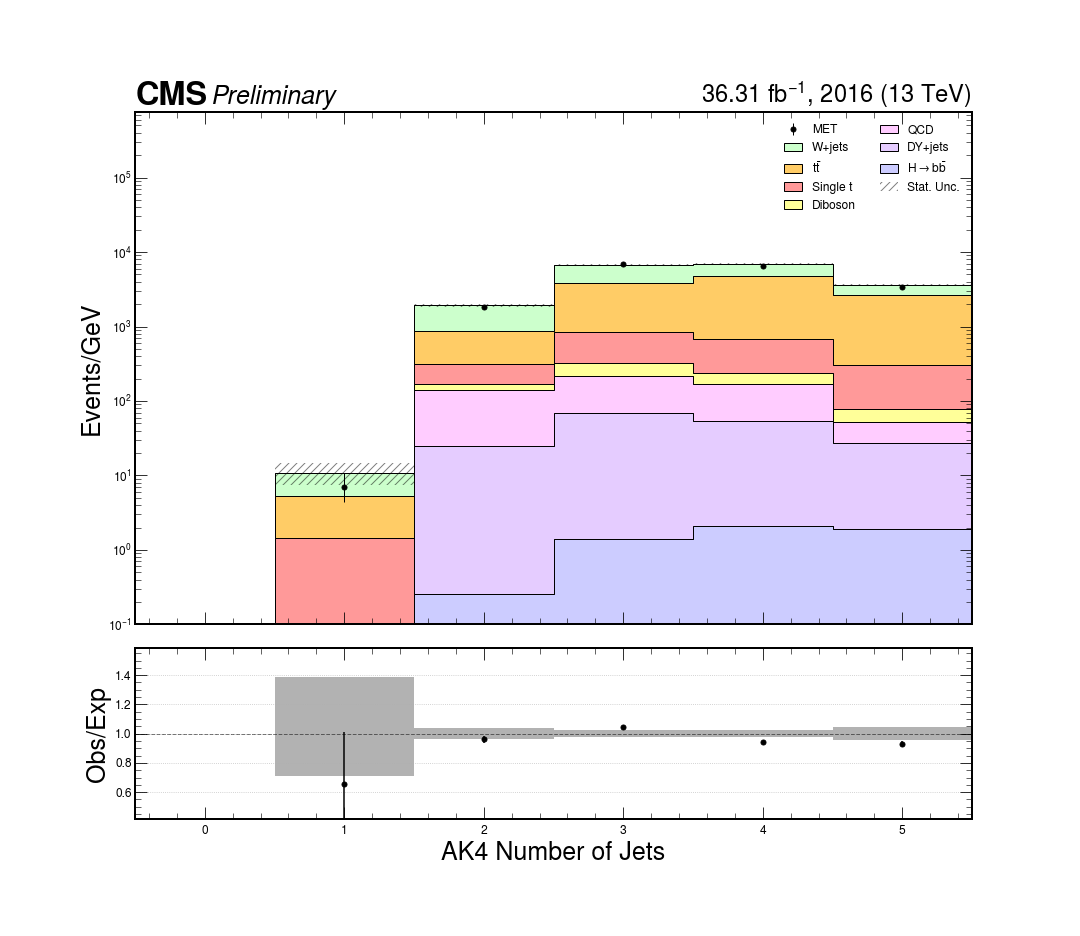 CMS Preliminary
36.31 fb⁻¹, 2016 (13 TeV)
MET
W+jets
tt̄
Single t
Diboson
QCD
DY+jets
H→bb̄
Stat. Unc.
Events/GeV
10⁵
10⁴
10³
10²
10¹
10⁰
10⁻¹
Obs/Exp
1.4
1.2
1.0
0.8
0.6
0 1 2 3 4 5
AK4 Number of Jets